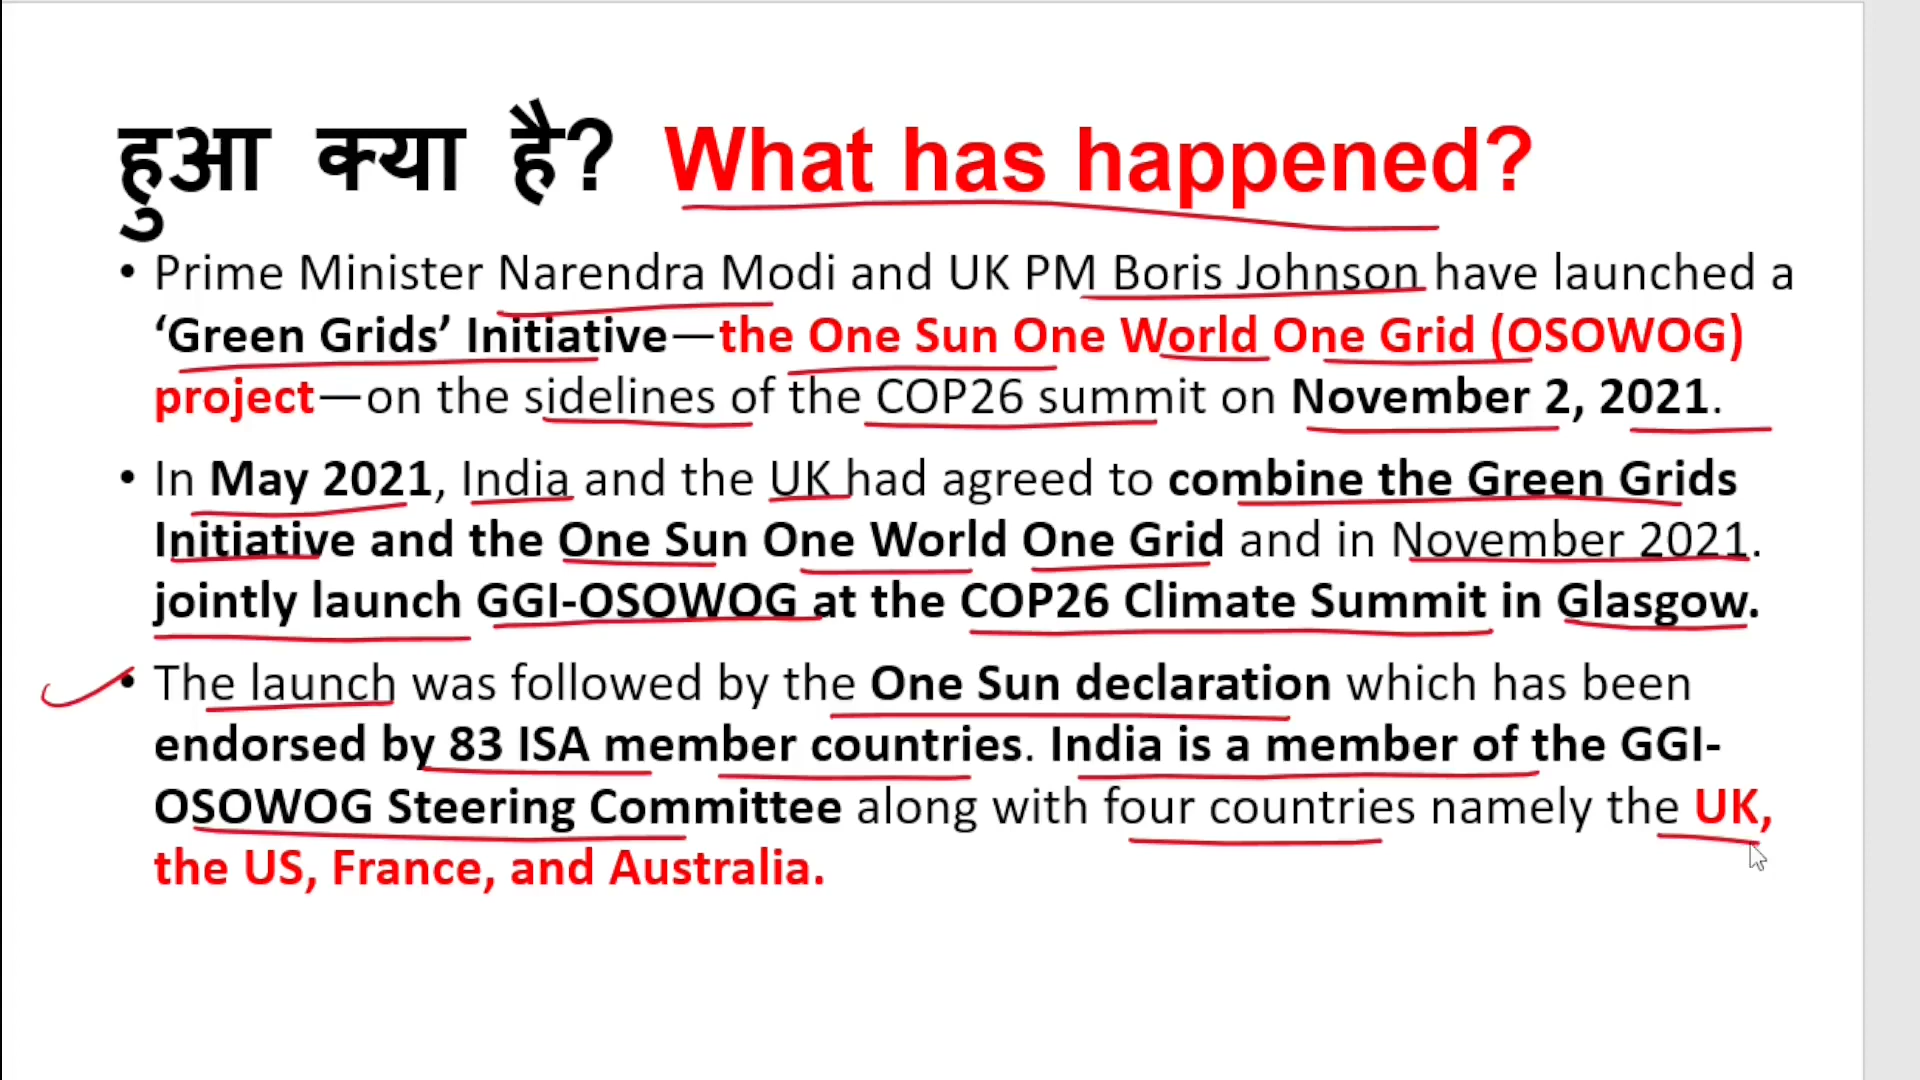 हुआ क्या है? What has happened?
• Prime Minister Narendra Modi and UK PM Boris Johnson have launched a
‘Green Grids’ Initiative—the One Sun One World One Grid (OSOWOG)
project—on the sidelines of the COP26 summit on November 2, 2021.
• In May 2021, India and the UK had agreed to combine the Green Grids
Initiative and the One Sun One World One Grid and in November 2021.
jointly launch GGI-OSOWOG at the COP26 Climate Summit in Glasgow.
• The launch was followed by the One Sun declaration which has been
endorsed by 83 ISA member countries. India is a member of the GGI-
OSOWOG Steering Committee along with four countries namely the UK,
the US, France, and Australia.